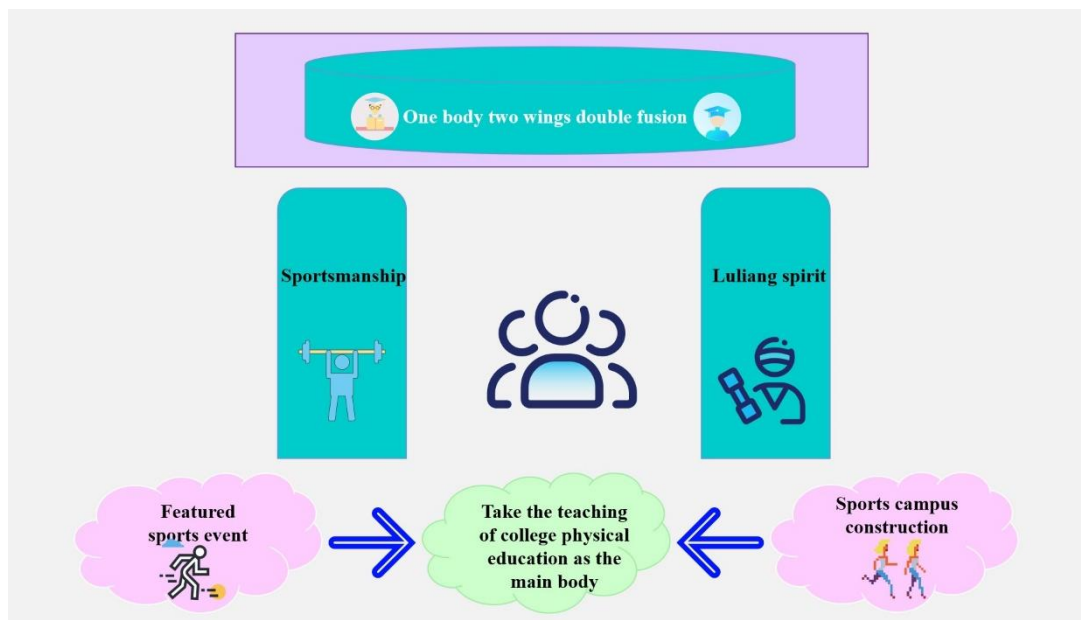 One body two wings double fusion
Sportsmanship
Luliang spirit
Featured
sports event
Take the teaching
of college physical
education as the
main body
Sports campus
construction